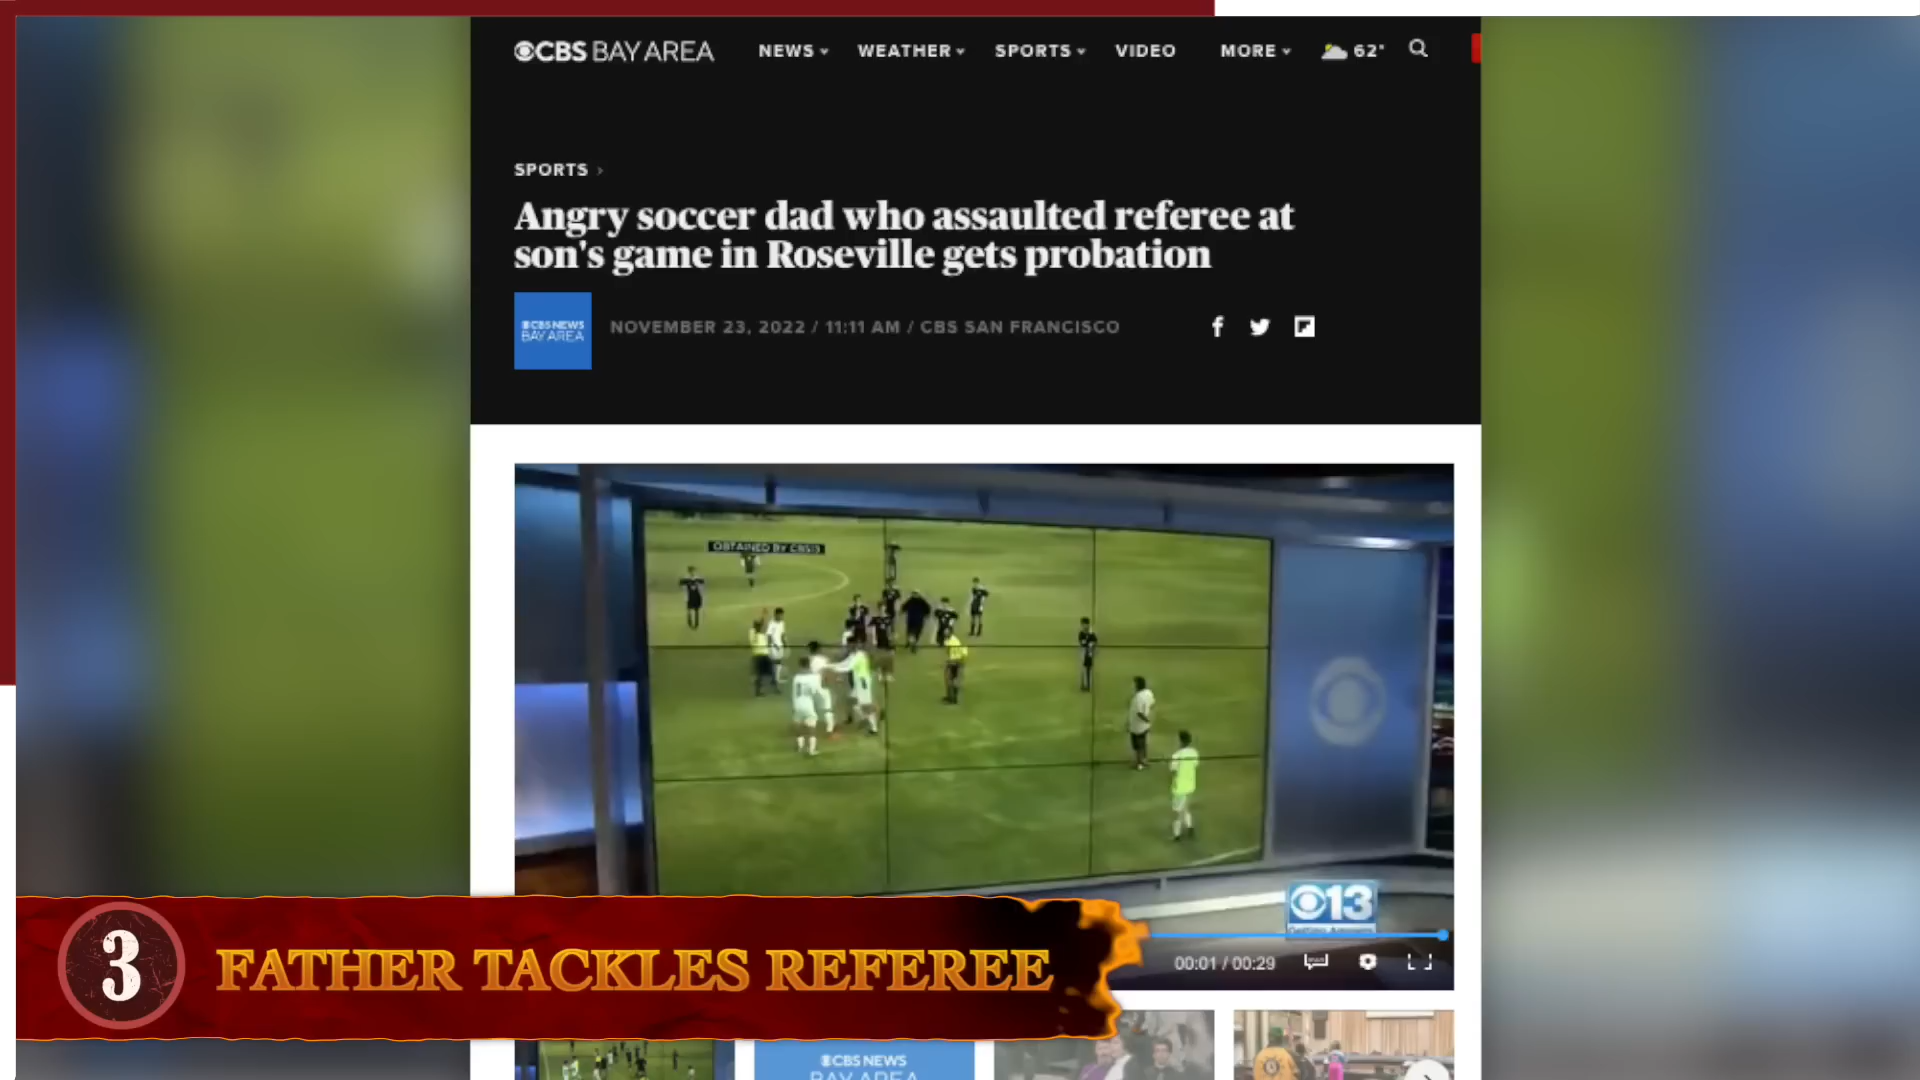 CBS BAY AREA NEWS WEATHER SPORTS VIDEO MORE 62°
SPORTS >
Angry soccer dad who assaulted referee at
son's game in Roseville gets probation
CBS NEWS
BAY AREA
NOVEMBER 23, 2022 / 11:11 AM / CBS SAN FRANCISCO
OBTAINED BY CBS13
13
3 FATHER TACKLES REFEREE
00:01 / 00:29
CBS NEWS
BAY AREA